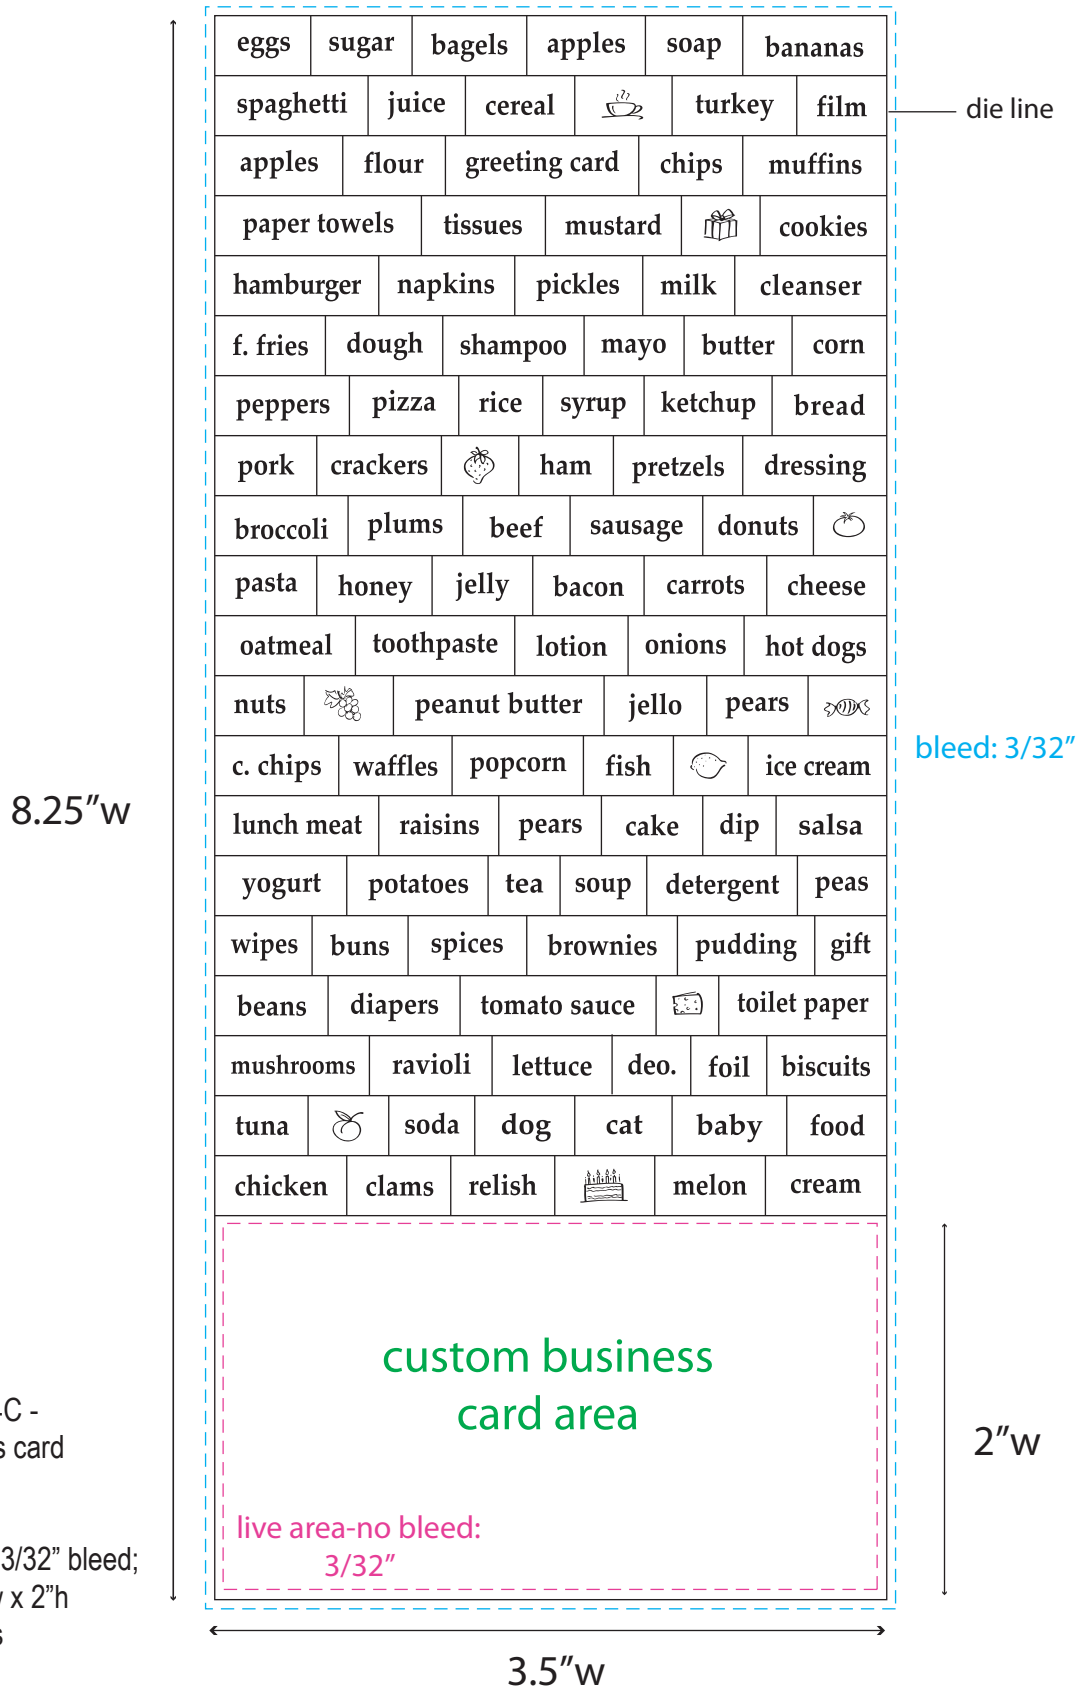 eggs sugar bagels apples soap bananas
spaghetti juice cereal turkey film
die line
apples flour greeting card chips muffins
paper towels tissues mustard cookies
hamburger napkins pickles milk cleanser
f. fries dough shampoo mayo butter corn
peppers pizza rice syrup ketchup bread
pork crackers ham pretzels dressing
broccoli plums beef sausage donuts
pasta honey jelly bacon carrots cheese
oatmeal toothpaste lotion onions hot dogs
nuts peanut butter jello pears
bleed: 3/32”
c. chips waffles popcorn fish ice cream
8.25”w
lunch meat raisins pears cake dip salsa
yogurt potatoes tea soup detergent peas
wipes buns spices brownies pudding gift
beans diapers tomato sauce toilet paper
mushrooms ravioli lettuce deo. foil biscuits
tuna soda dog cat baby food
chicken clams relish melon cream
custom business
card area
live area-no bleed:
3/32”
2”w
3.5”w
C -
s card
3/32” bleed;
x 2”h
s